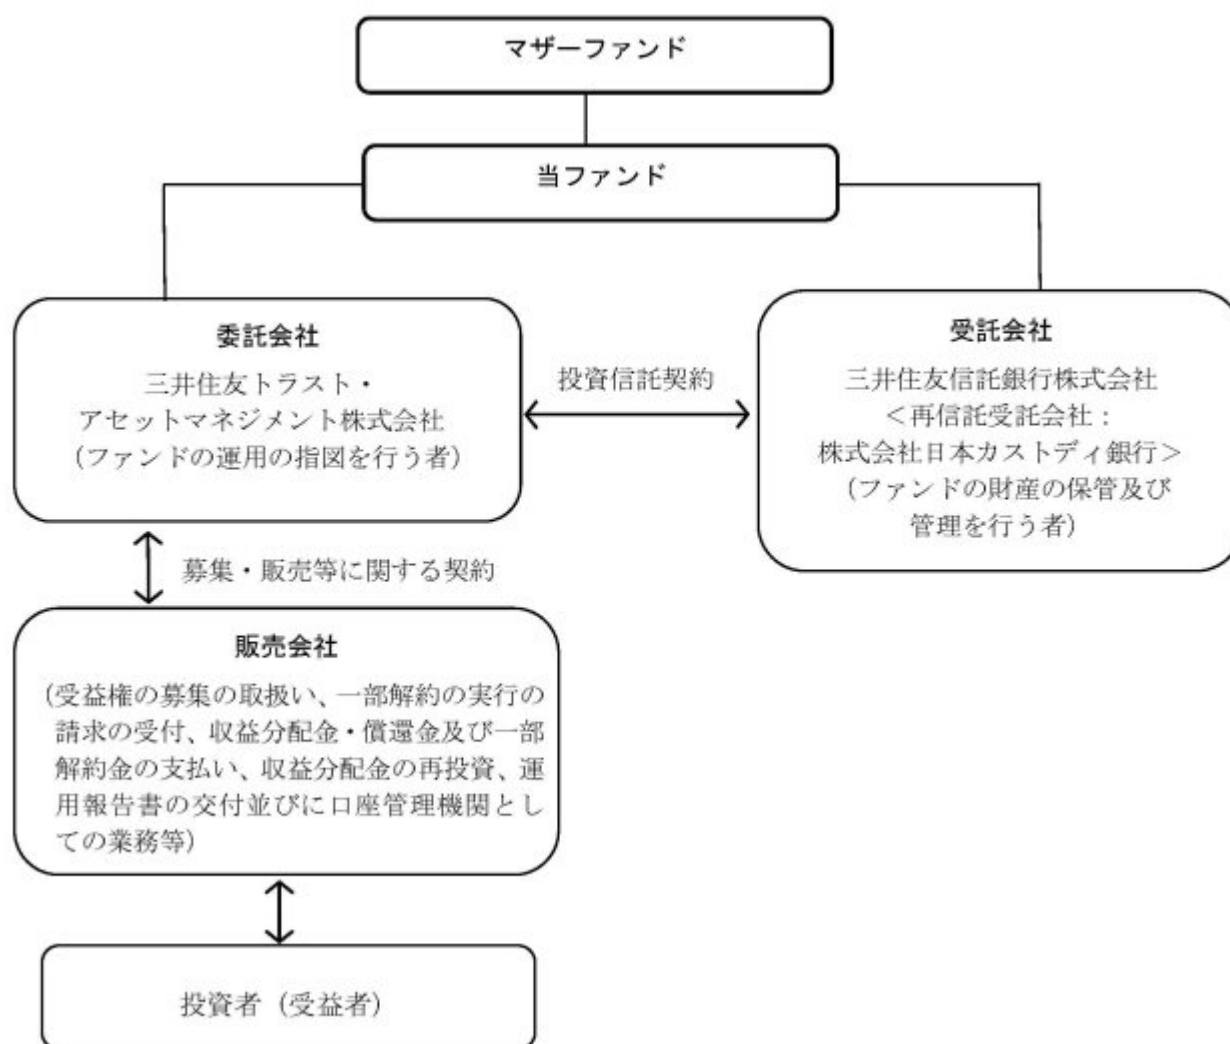 マザーファンド
当ファンド
委託会社
三井住友トラスト・
アセットマネジメント株式会社
（ファンドの運用の指図を行う者）
投資信託契約
受託会社
三井住友信託銀行株式会社
＜再信託受託会社：
株式会社日本カストディ銀行＞
（ファンドの財産の保管及び
管理を行う者）
募集・販売等に関する契約
販売会社
（受益権の募集の取扱い、一部解約の実行の
請求の受付、収益分配金・償還金及び一部
解約金の支払い、収益分配金の再投資、運
用報告書の交付並びに口座管理機関とし
ての業務等）
投資者（受益者）